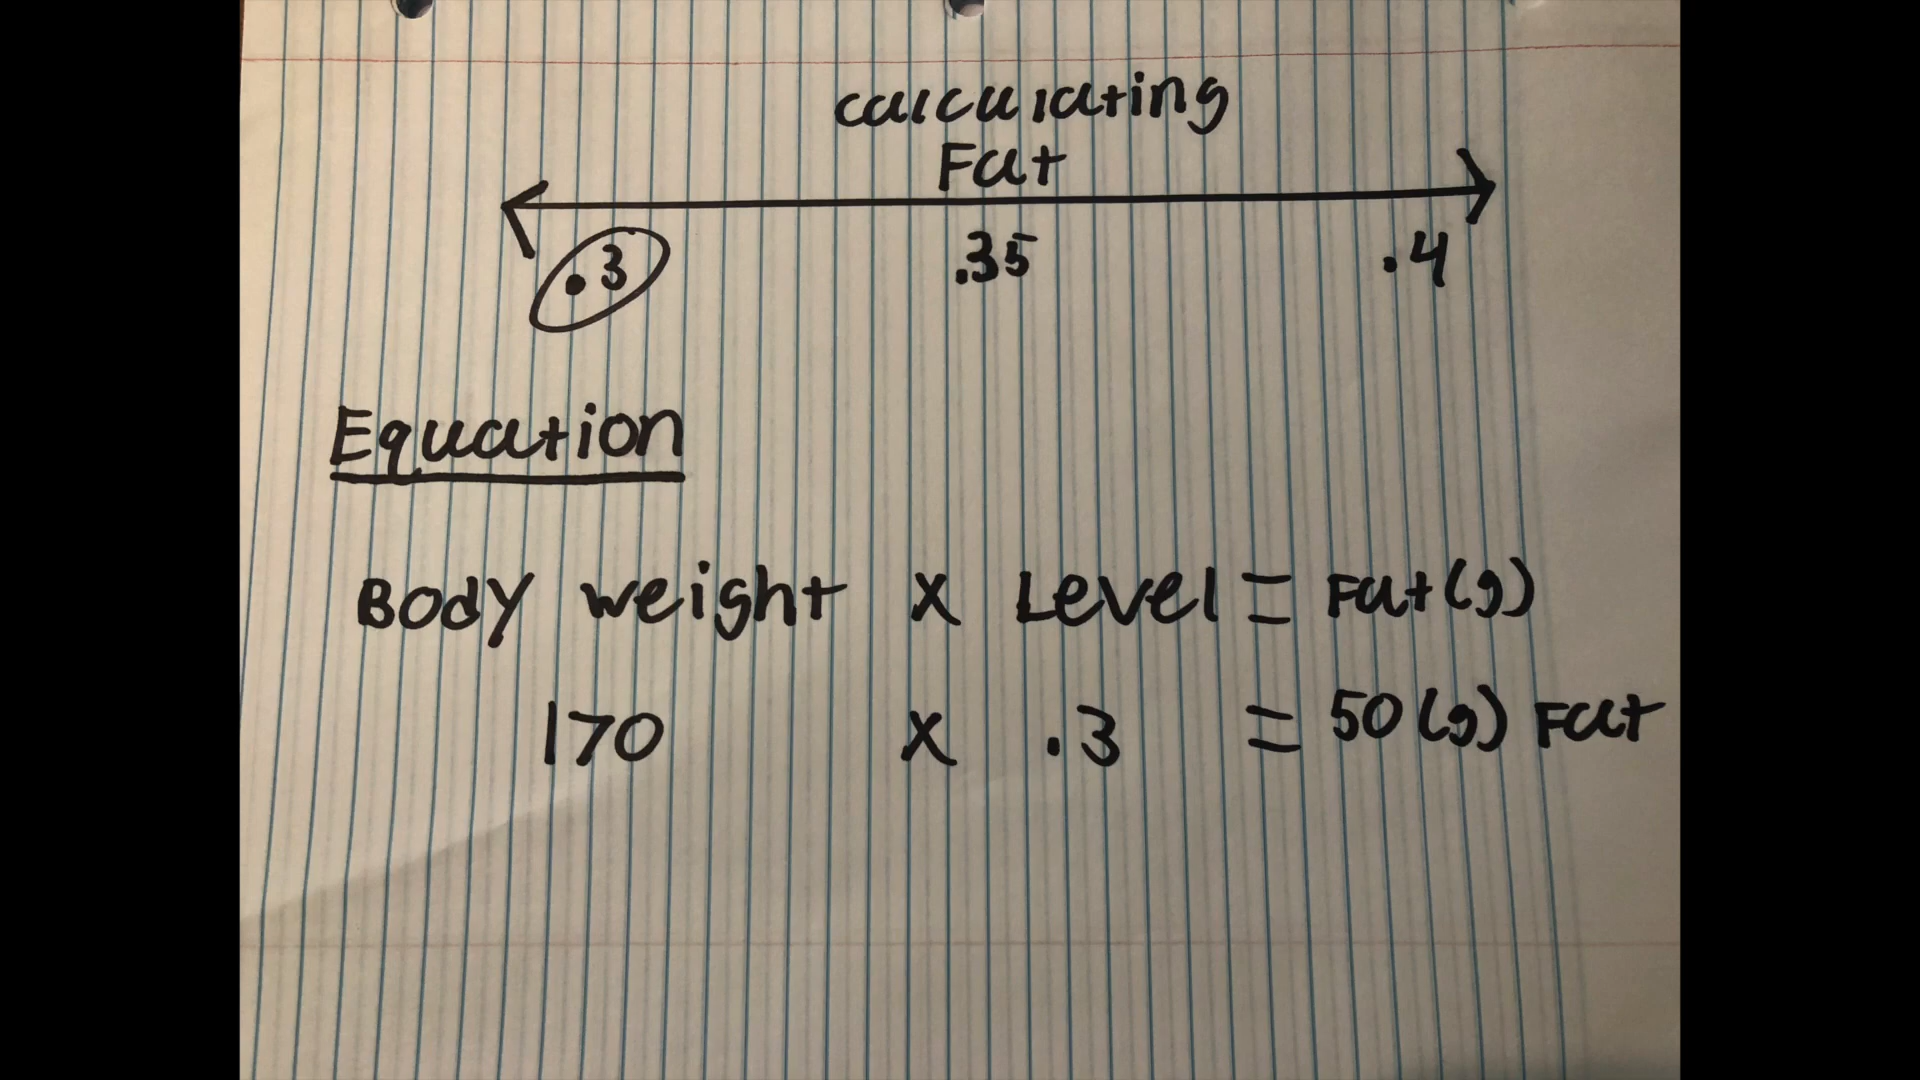 calculating
Fat
.3 .35 .4
Equation
Body weight x Level = Fat(g)
170 x .3 = 50(g) Fat